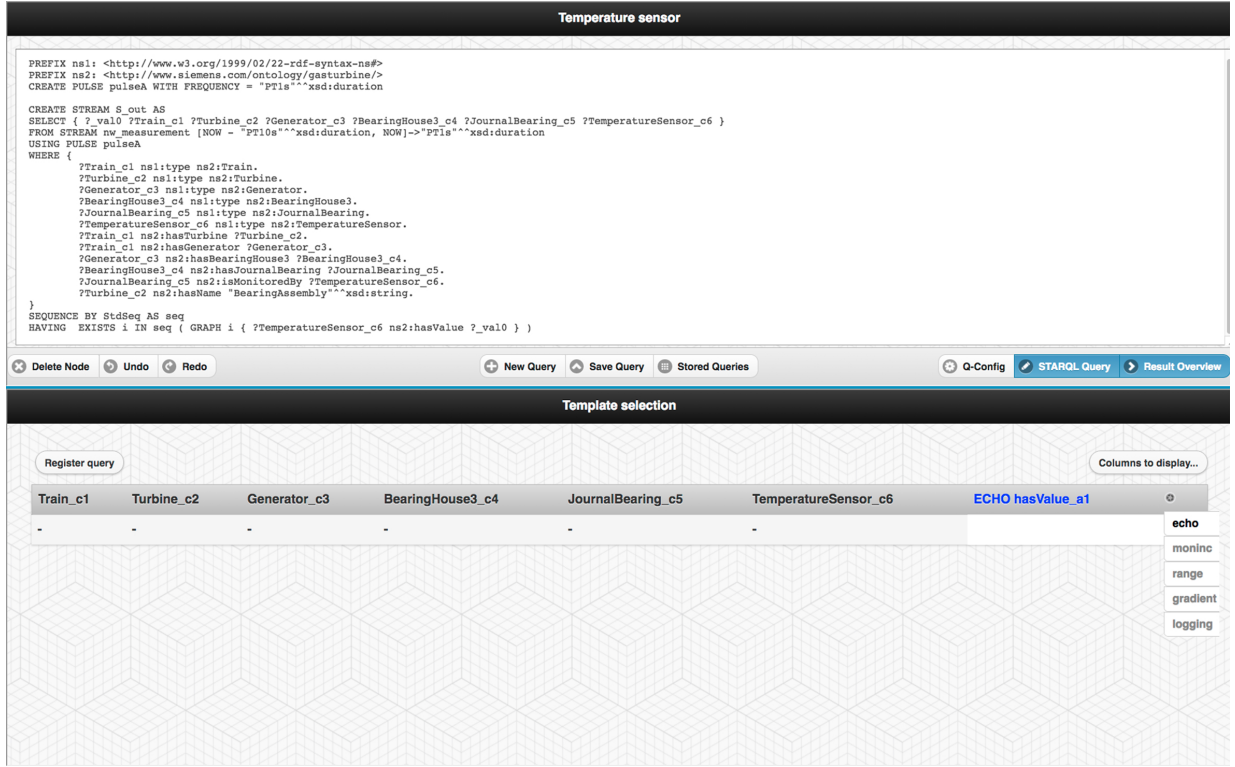 Temperature sensor
PREFIX ns1: <http://www.w3.org/1999/02/22-rdf-syntax-ns#>
PREFIX ns2: <http://www.siemens.com/ontology/gasturbine/>
CREATE PULSE pulseA WITH FREQUENCY = "PT1s"^^xsd:duration
CREATE STREAM S_out AS
SELECT { ?_val0 ?Train_c1 ?Turbine_c2 ?Generator_c3 ?BearingHouse3_c4 ?JournalBearing_c5 ?TemperatureSensor_c6 }
FROM STREAM nw_measurement [NOW - "PT10s"^^xsd:duration, NOW]->"PT1s"^^xsd:duration
USING PULSE pulseA
WHERE {
?Train_c1 ns1:type ns2:Train.
?Turbine_c2 ns1:type ns2:Turbine.
?Generator_c3 ns1:type ns2:Generator.
?BearingHouse3_c4 ns1:type ns2:BearingHouse3.
?JournalBearing_c5 ns1:type ns2:JournalBearing.
?TemperatureSensor_c6 ns1:type ns2:TemperatureSensor.
?Train_c1 ns2:hasTurbine ?Turbine_c2.
?Train_c1 ns2:hasGenerator ?Generator_c3.
?Generator_c3 ns2:hasBearingHouse3 ?BearingHouse3_c4.
?BearingHouse3_c4 ns2:hasJournalBearing ?JournalBearing_c5.
?JournalBearing_c5 ns2:isMonitoredBy ?TemperatureSensor_c6.
?Turbine_c2 ns2:hasName "BearingAssembly"^^xsd:string.
}
SEQUENCE BY StdSeq AS seq
HAVING  EXISTS i IN seq ( GRAPH i { ?TemperatureSensor_c6 ns2:hasValue ?_val0 } )
Delete Node Undo Redo New Query Save Query Stored Queries Q-Config STARQL Query Result Overview
Template selection
Register query Columns to display...
Train_c1 Turbine_c2 Generator_c3 BearingHouse3_c4 JournalBearing_c5 TemperatureSensor_c6 ECHO hasValue_a1
- - - - - -
echo
moninc
range
gradient
logging